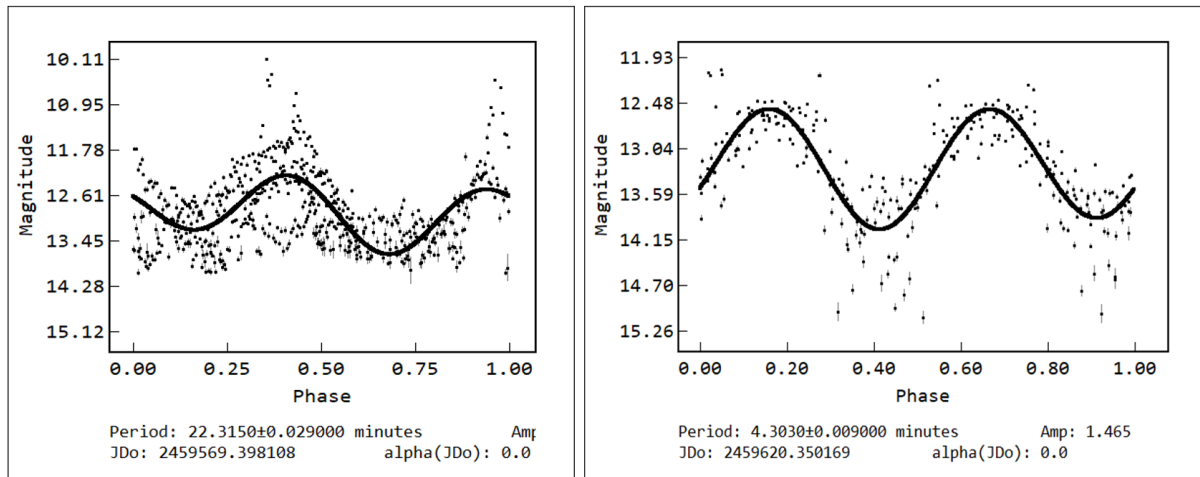 10.11
10.95
11.78
12.61
13.45
14.28
15.12
Magnitude
0.00 0.25 0.50 0.75 1.00
Phase
Period: 22.3150±0.029000 minutes Amp
JDo: 2459569.398108 alpha(JDo): 0.0
11.93
12.48
13.04
13.59
14.15
14.70
15.26
Magnitude
0.00 0.20 0.40 0.60 0.80 1.00
Phase
Period: 4.3030±0.009000 minutes Amp: 1.465
JDo: 2459620.350169 alpha(JDo): 0.0